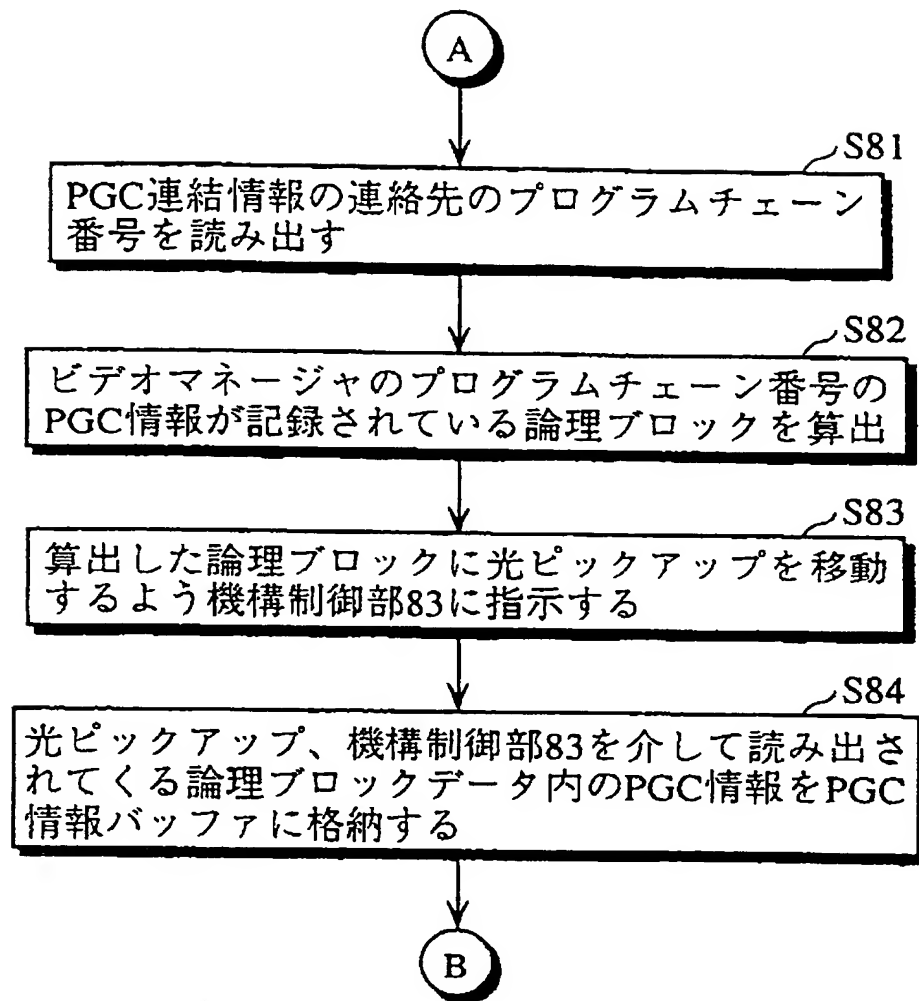 A
S81
PGC連結情報の連絡先のプログラムチェーン
番号を読み出す
S82
ビデオマネージャのプログラムチェーン番号の
PGC情報が記録されている論理ブロックを算出
S83
算出した論理ブロックに光ピックアップを移動
するよう機構制御部83に指示する
S84
光ピックアップ、機構制御部83を介して読み出さ
れてくる論理ブロックデータ内のPGC情報をPGC
情報バッファに格納する
B